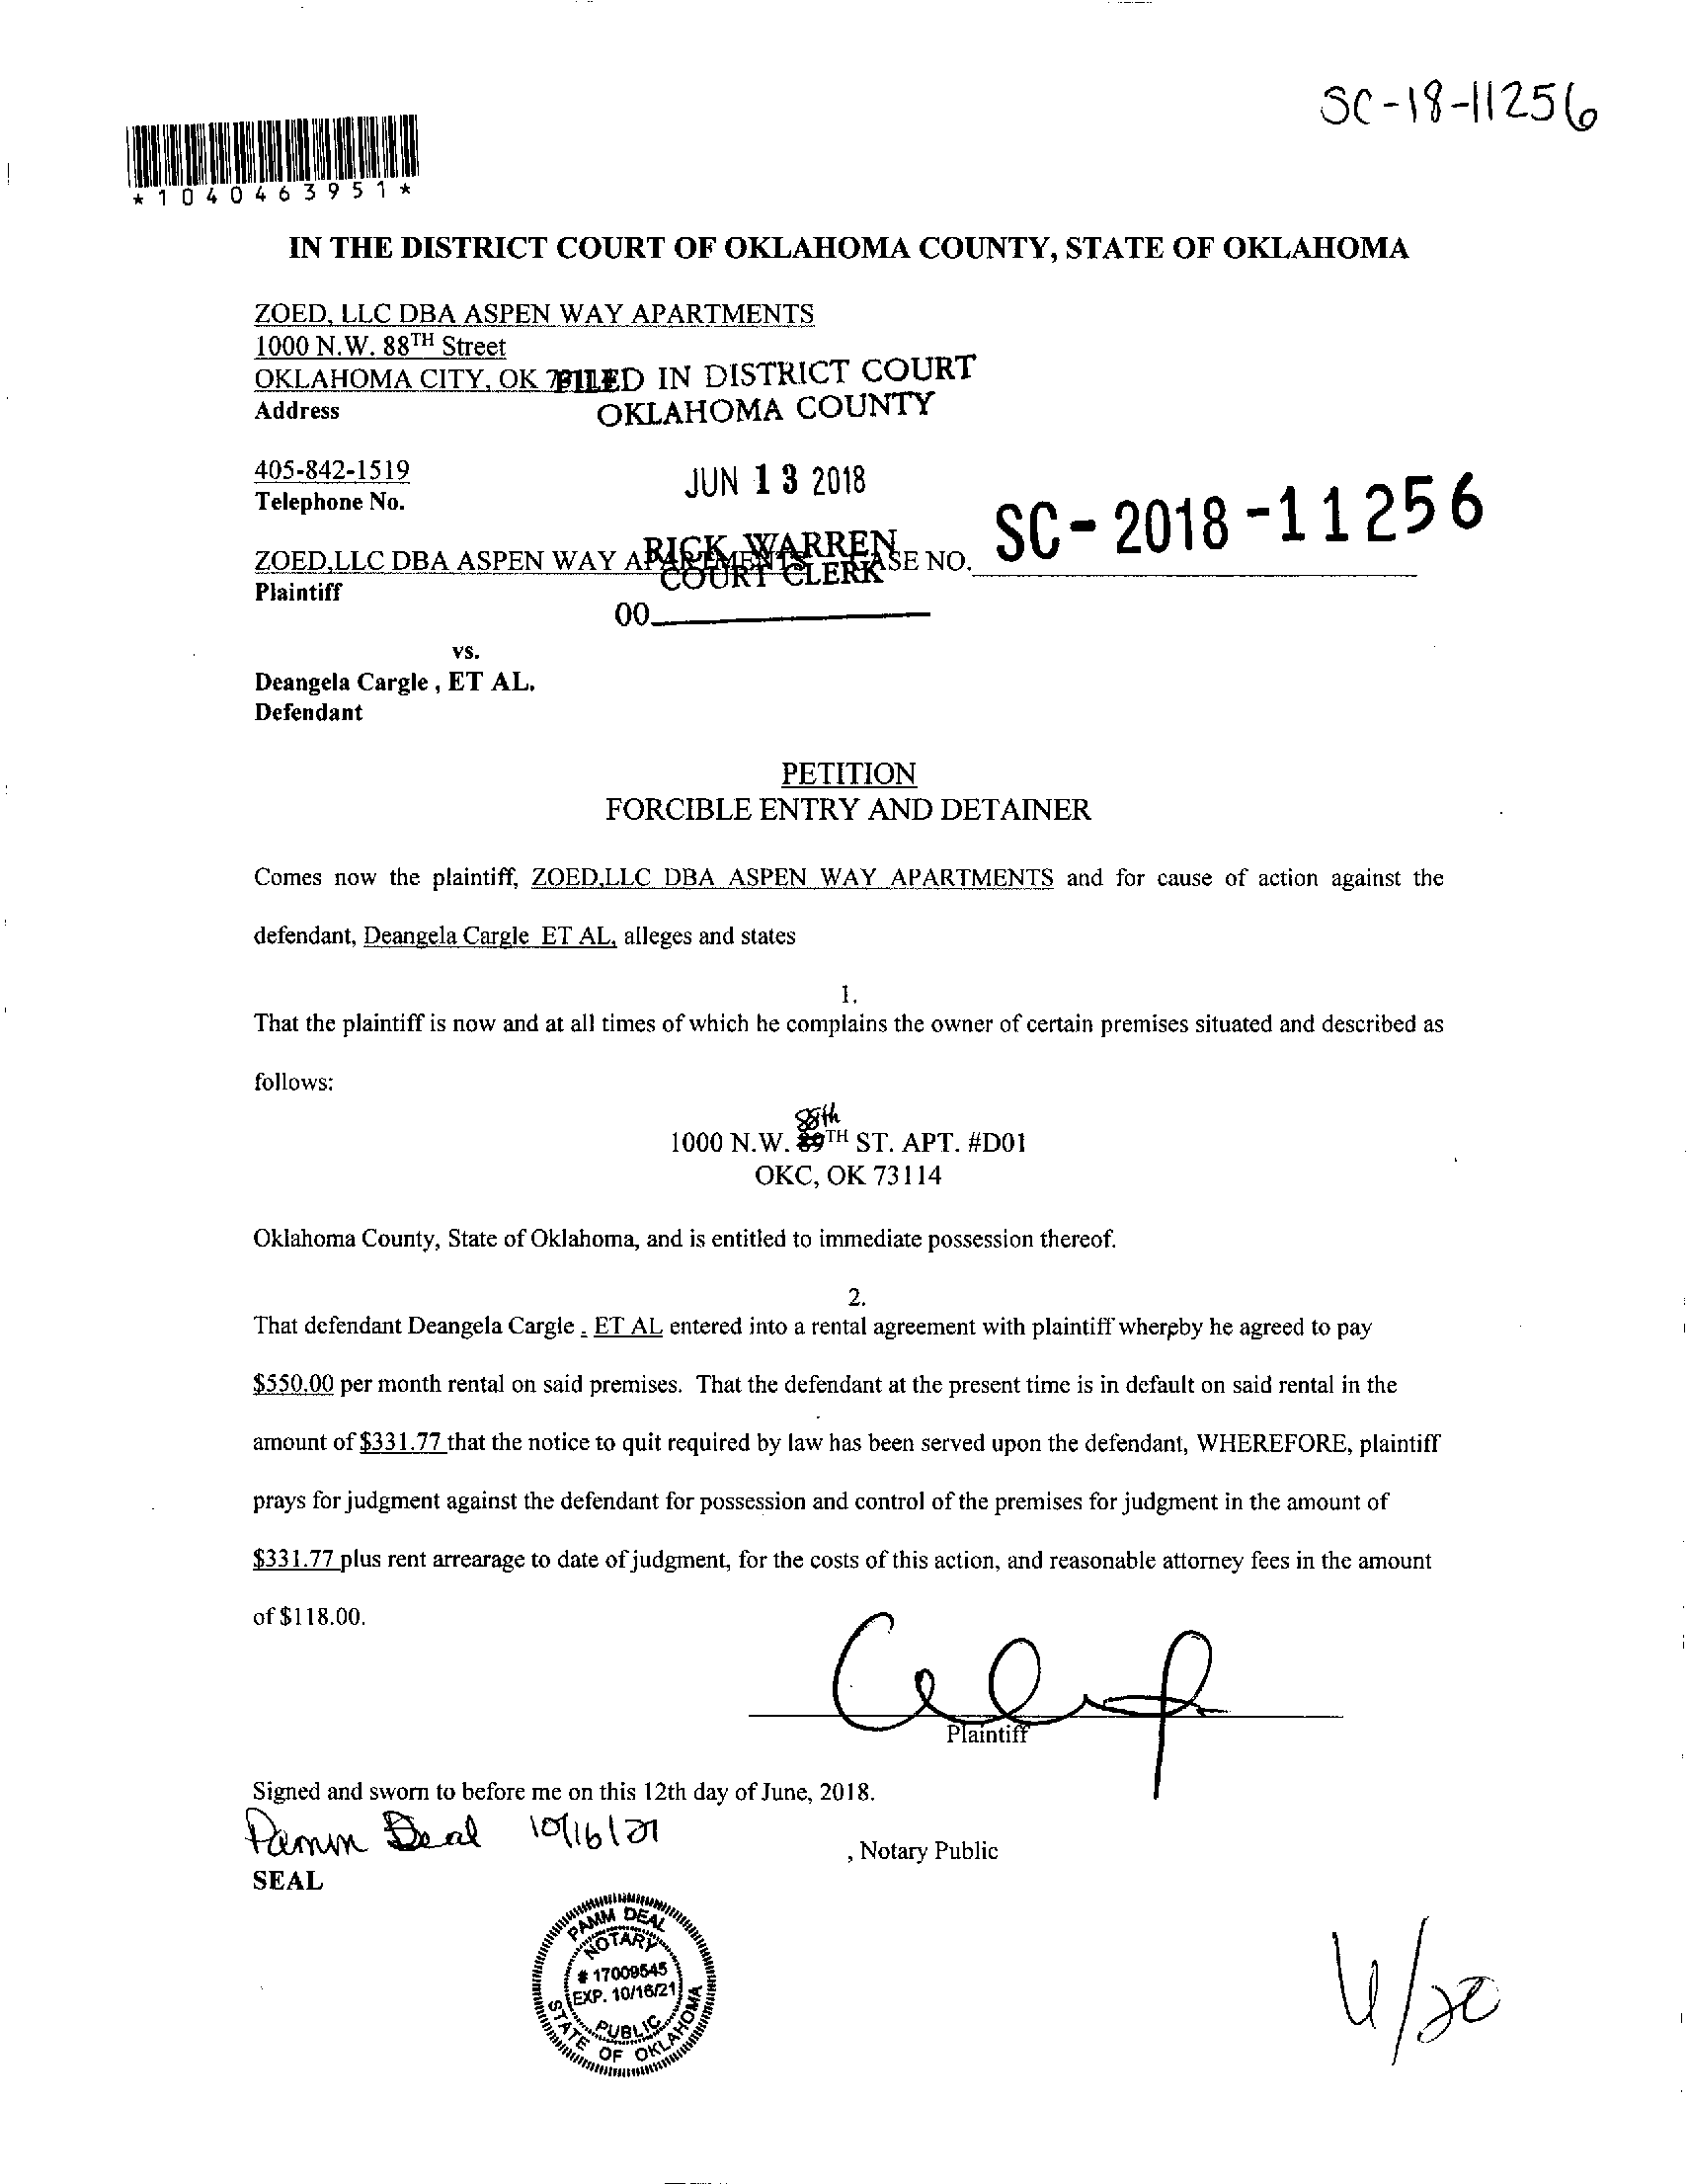 SC-18-11256
*1040463951*
IN THE DISTRICT COURT OF OKLAHOMA COUNTY, STATE OF OKLAHOMA
ZOED, LLC DBA ASPEN WAY APARTMENTS
1000 N.W. 88TH Street
OKLAHOMA CITY, OK
FILED IN DISTRICT COURT
Address
OKLAHOMA COUNTY
405-842-1519
JUN 13 2018
Telephone No.
SC-2018-11256
RICK WARREN
ZOED,LLC DBA ASPEN WAY APARTMENTS CASE NO.
COURT CLERK
Plaintiff
00
vs.
Deangela Cargle , ET AL.
Defendant
PETITION
FORCIBLE ENTRY AND DETAINER
Comes now the plaintiff, ZOED,LLC DBA ASPEN WAY APARTMENTS and for cause of action against the
defendant, Deangela Cargle ET AL, alleges and states
1.
That the plaintiff is now and at all times of which he complains the owner of certain premises situated and described as
follows:
88th
1000 N.W. 89TH ST. APT. #D01
OKC, OK 73114
Oklahoma County, State of Oklahoma, and is entitled to immediate possession thereof.
2.
That defendant Deangela Cargle , ET AL entered into a rental agreement with plaintiff whereby he agreed to pay
$550.00 per month rental on said premises. That the defendant at the present time is in default on said rental in the
amount of $331.77 that the notice to quit required by law has been served upon the defendant, WHEREFORE, plaintiff
prays for judgment against the defendant for possession and control of the premises for judgment in the amount of
$331.77 plus rent arrearage to date of judgment, for the costs of this action, and reasonable attorney fees in the amount
of $118.00.
Plaintiff
Signed and sworn to before me on this 12th day of June, 2018.
Pamm Deal 10/16/21
, Notary Public
SEAL
PAMM DEAL
NOTARY
# 17009545
EXP. 10/16/21
PUBLIC
STATE OF OKLAHOMA